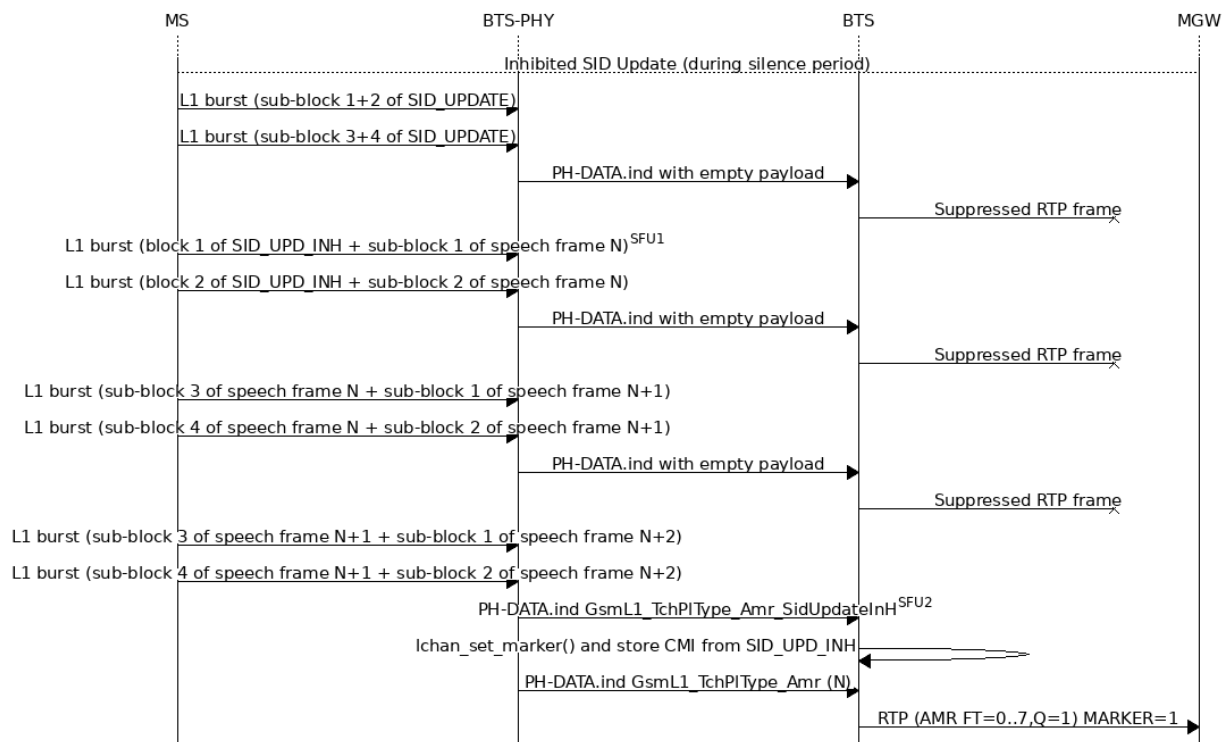 MS BTS-PHY BTS MGW
Inhibited SID Update (during silence period)
L1 burst (sub-block 1+2 of SID_UPDATE)
L1 burst (sub-block 3+4 of SID_UPDATE)
PH-DATA.ind with empty payload
Suppressed RTP frame
L1 burst (block 1 of SID_UPD_INH + sub-block 1 of speech frame N)SFU1
L1 burst (block 2 of SID_UPD_INH + sub-block 2 of speech frame N)
PH-DATA.ind with empty payload
Suppressed RTP frame
L1 burst (sub-block 3 of speech frame N + sub-block 1 of speech frame N+1)
L1 burst (sub-block 4 of speech frame N + sub-block 2 of speech frame N+1)
PH-DATA.ind with empty payload
Suppressed RTP frame
L1 burst (sub-block 3 of speech frame N+1 + sub-block 1 of speech frame N+2)
L1 burst (sub-block 4 of speech frame N+1 + sub-block 2 of speech frame N+2)
PH-DATA.ind GsmL1_TchPlType_Amr_SidUpdateInHSFU2
lchan_set_marker() and store CMI from SID_UPD_INH
PH-DATA.ind GsmL1_TchPlType_Amr (N)
RTP (AMR FT=0..7,Q=1) MARKER=1